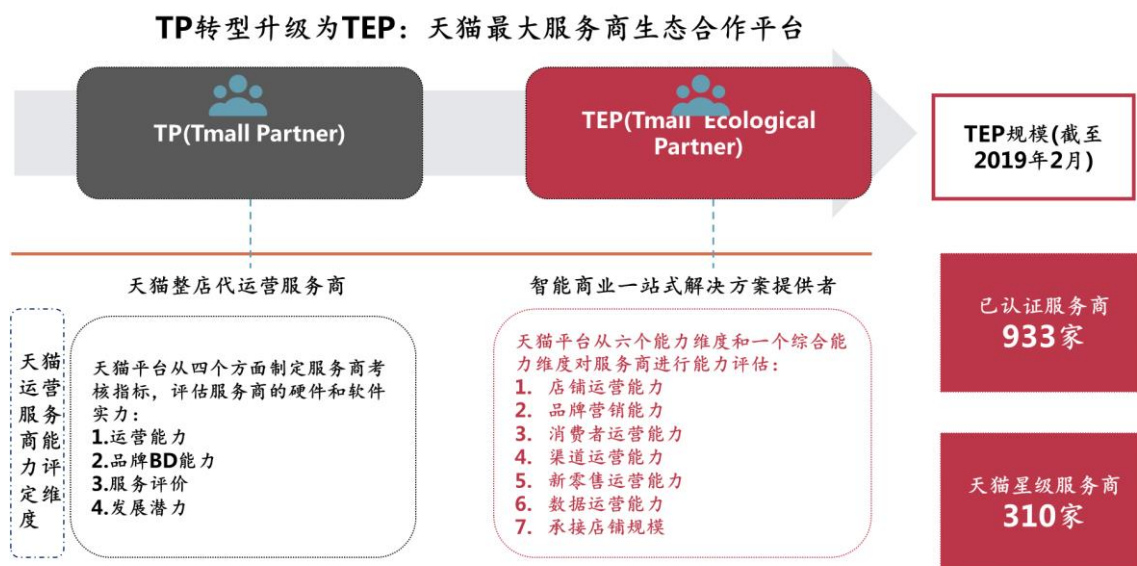 TP转型升级为TEP：天猫最大服务商生态合作平台
TP(Tmall Partner)
TEP(Tmall Ecological
Partner)
TEP规模(截至
2019年2月)
天猫整店代运营服务商
智能商业一站式解决方案提供者
天猫
运营
服务
商能
力评
定维
度
天猫平台从四个方面制定服务商考
核指标，评估服务商的硬件和软件
实力：
1.运营能力
2.品牌BD能力
3.服务评价
4.发展潜力
天猫平台从六个能力维度和一个综合能
力维度对服务商进行能力评估：
1. 店铺运营能力
2. 品牌营销能力
3. 消费者运营能力
4. 渠道运营能力
5. 新零售运营能力
6. 数据运营能力
7. 承接店铺规模
已认证服务商
933家
天猫星级服务商
310家